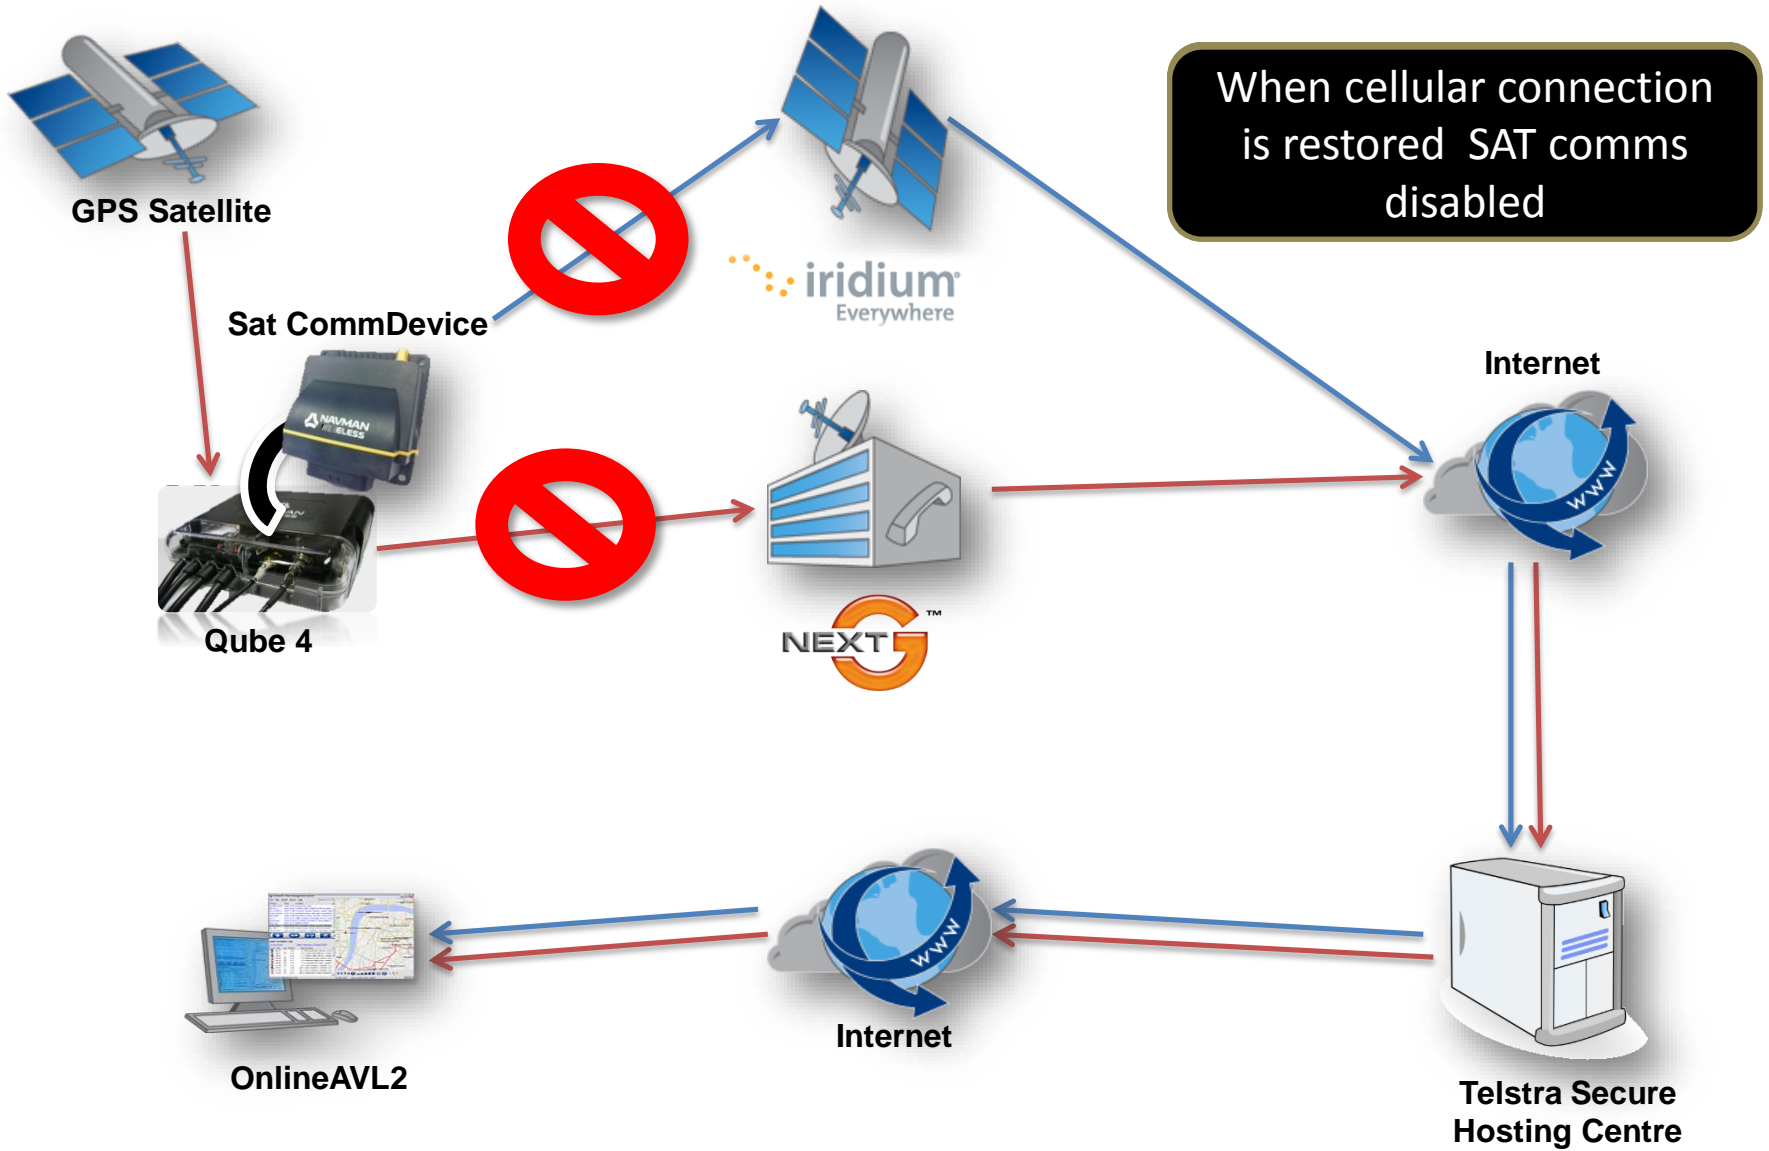 When cellular connection
is restored SAT comms
disabled
GPS Satellite
iridium
Everywhere
Sat CommDevice
NAVMAN
Internet
NEXT G ™
Qube 4
WWW
WWW
Internet
OnlineAVL2
Telstra Secure
Hosting Centre